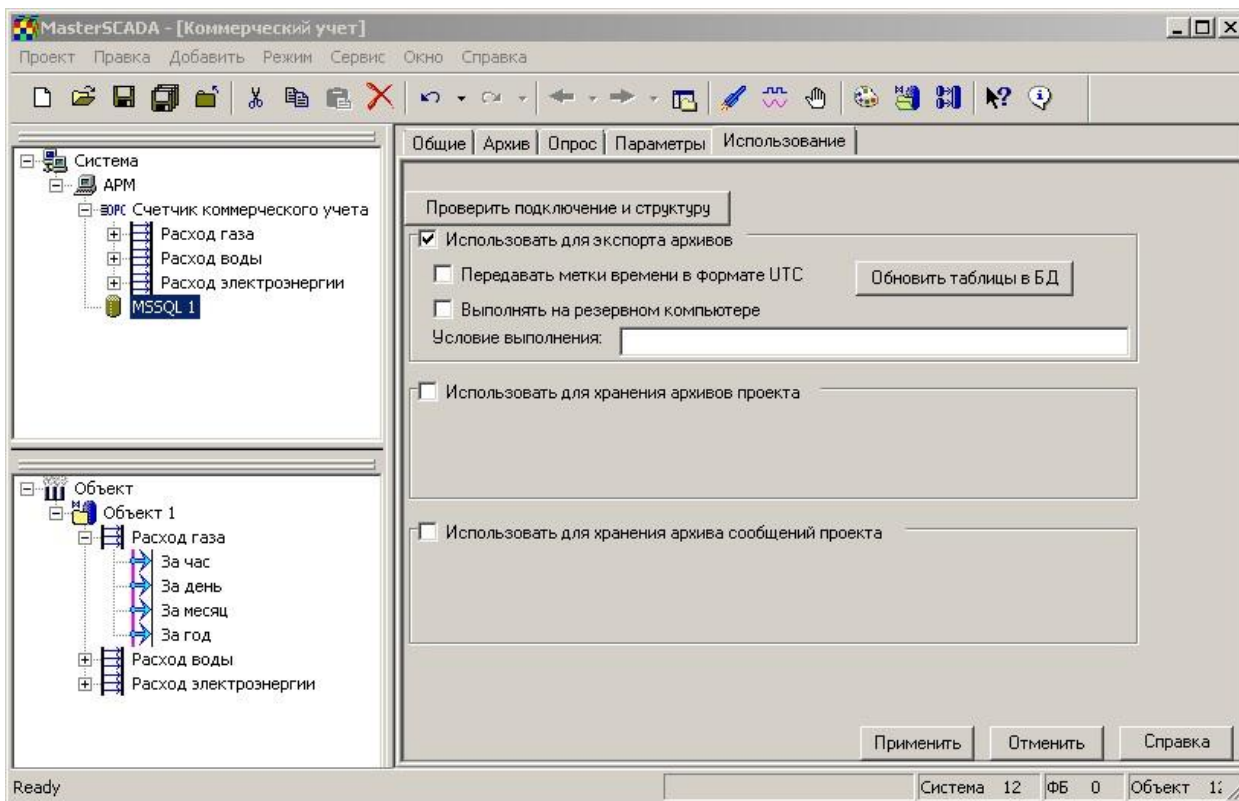 MasterSCADA - [Коммерческий учет]
Проект Правка Добавить Режим Сервис Окно Справка
Система
АРМ
OPC Счетчик коммерческого учета
Расход газа
Расход воды
Расход электроэнергии
MSSQL 1
Объект
Объект 1
Расход газа
За час
За день
За месяц
За год
Расход воды
Расход электроэнергии
Общие Архив Опрос Параметры Использование
Проверить подключение и структуру
Использовать для экспорта архивов
Передавать метки времени в формате UTC
Обновить таблицы в БД
Выполнять на резервном компьютере
Условие выполнения:
Использовать для хранения архивов проекта
Использовать для хранения архива сообщений проекта
Применить Отменить Справка
Ready
Система 12 ФБ 0 Объект